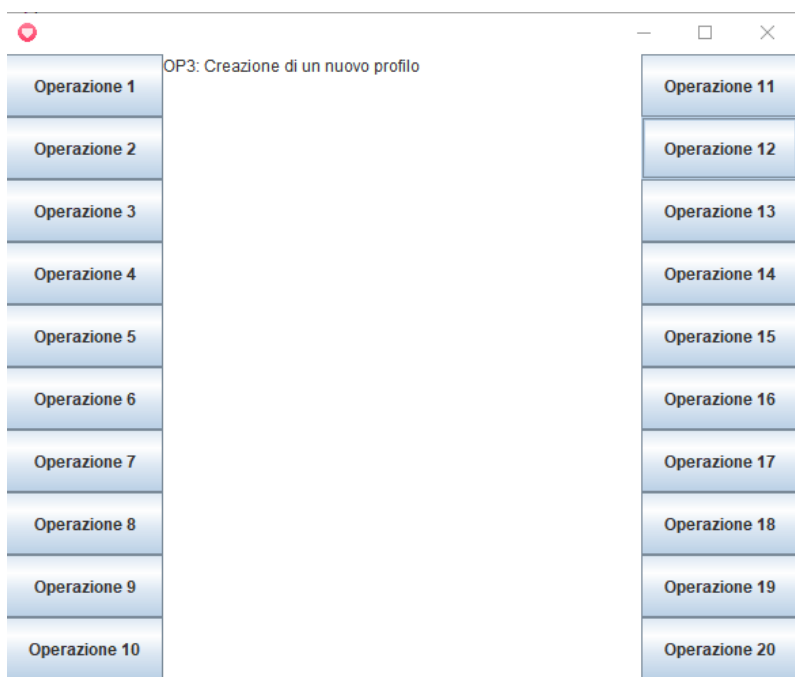 OP3: Creazione di un nuovo profilo
Operazione 1
Operazione 2
Operazione 3
Operazione 4
Operazione 5
Operazione 6
Operazione 7
Operazione 8
Operazione 9
Operazione 10
Operazione 11
Operazione 12
Operazione 13
Operazione 14
Operazione 15
Operazione 16
Operazione 17
Operazione 18
Operazione 19
Operazione 20